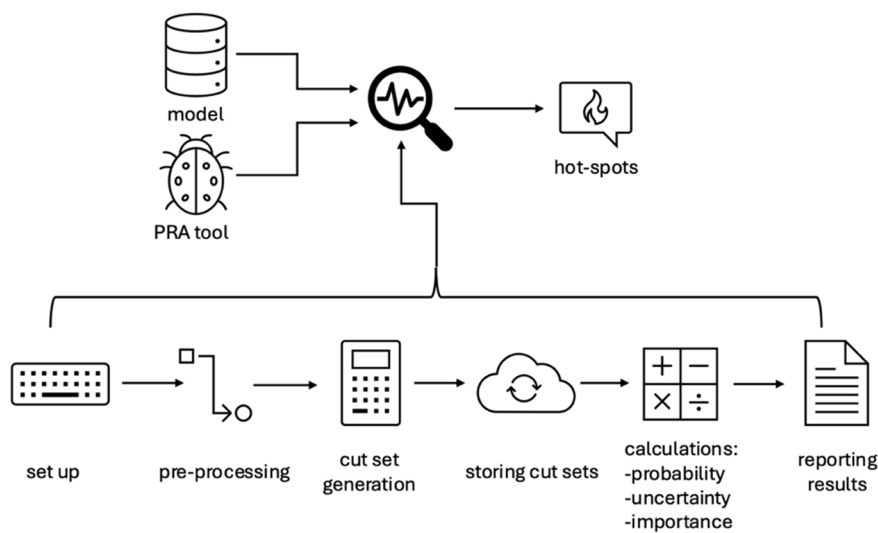 model
PRA tool
hot-spots
set up
pre-processing
cut set
generation
storing cut sets
calculations:
-probability
-uncertainty
-importance
reporting
results